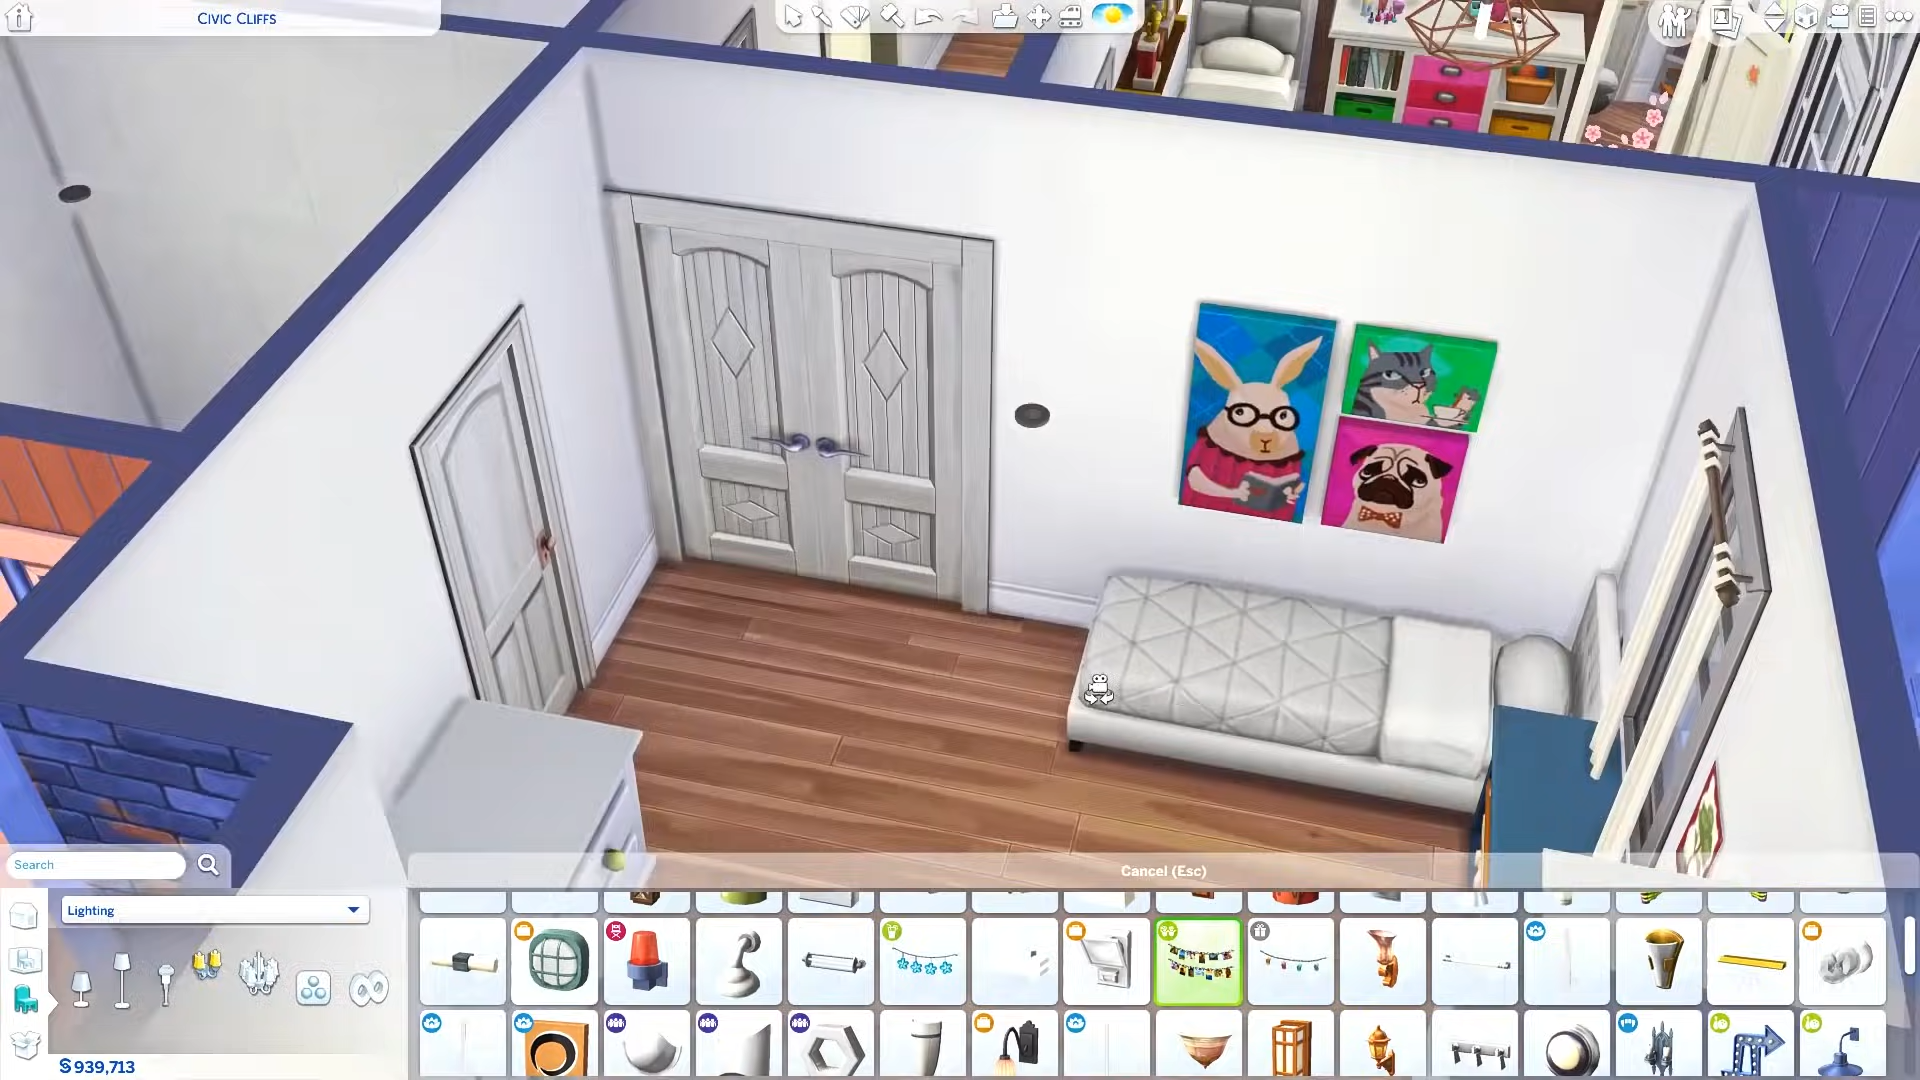 CIVIC CLIFFS
Search
Cancel (Esc)
Lighting
§939,713